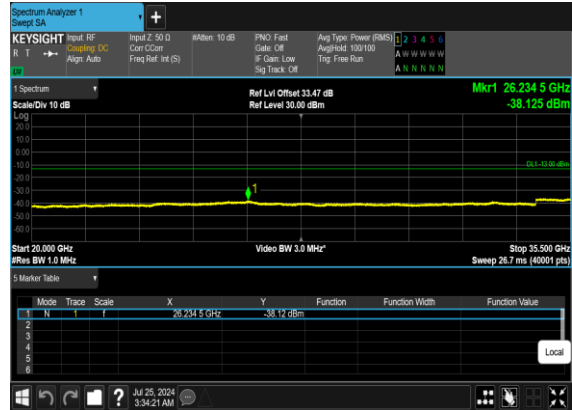 Spectrum Analyzer 1
Swept SA
+
KEYSIGHT Input: RF Input Z: 50 Ω #Atten: 10 dB PNO: Fast Avg Type: Power (RMS) 1 2 3 4 5 6
R T Coupling: DC Corr CCorr Gate: Off Avg|Hold: 100/100 A W W W W W
Align: Auto Freq Ref: Int (S) IF Gain: Low Trig: Free Run
Sig Track: Off A N N N N N
1 Spectrum Ref Lvl Offset 33.47 dB Mkr1 26.234 5 GHz
Scale/Div 10 dB Ref Level 30.00 dBm -38.125 dBm
Log
20.0
10.0
0.00
-10.0 DL1 -13.00 dBm
-20.0
-30.0 1
-40.0
-50.0
-60.0
Start 20.000 GHz Video BW 3.0 MHz* Stop 35.500 GHz
#Res BW 1.0 MHz Sweep 26.7 ms (40001 pts)
5 Marker Table
Mode Trace Scale X Y Function Function Width Function Value
1 N 1 f 26.234 5 GHz -38.12 dBm
2
3
4
5
6
Local
? Jul 25, 2024
3:34:21 AM